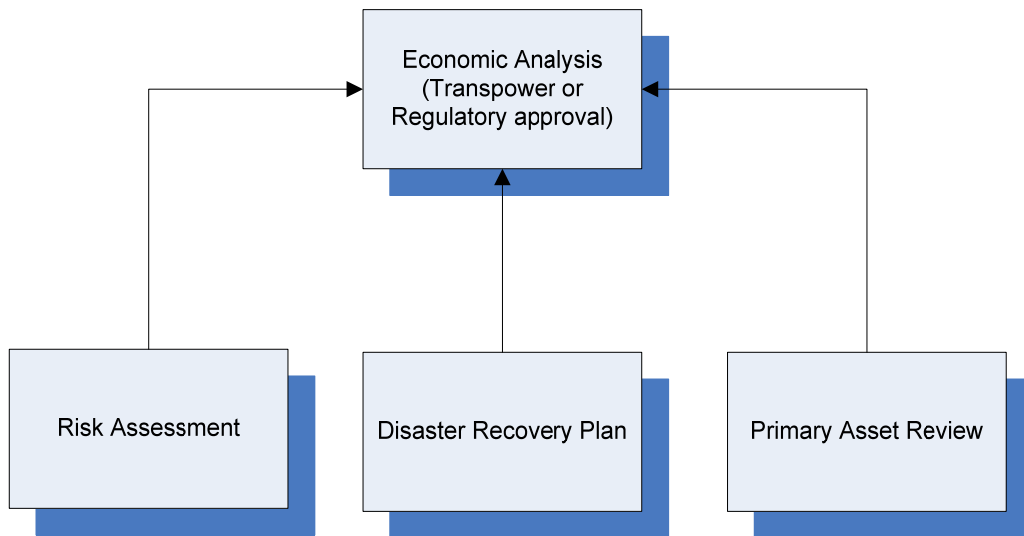 Economic Analysis
(Transpower or
Regulatory approval)
Risk Assessment
Disaster Recovery Plan
Primary Asset Review